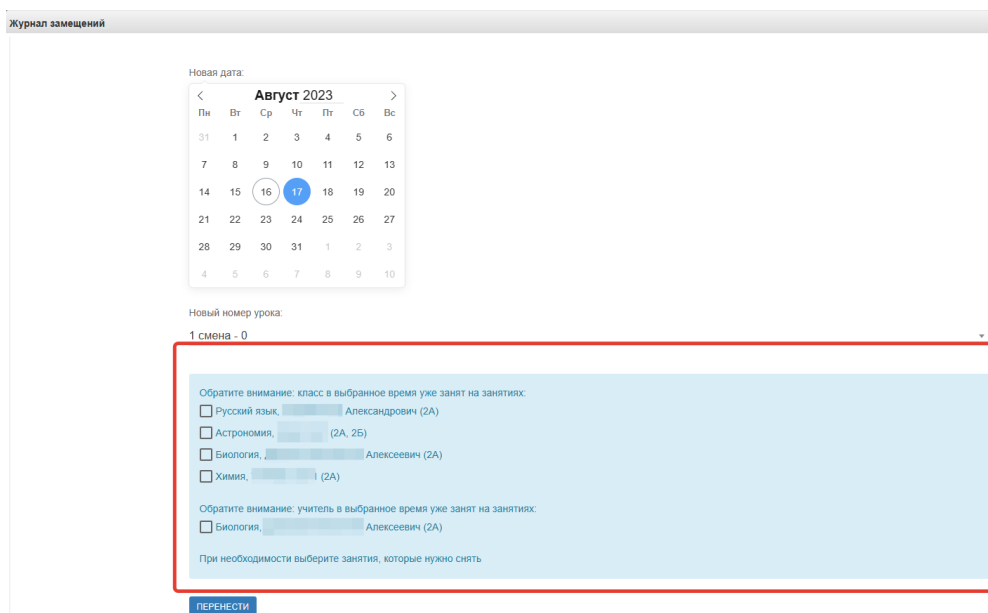 Журнал замещений
Новая дата:
Август 2023
Пн Вт Ср Чт Пт Сб Вс
31 1 2 3 4 5 6
7 8 9 10 11 12 13
14 15 16 17 18 19 20
21 22 23 24 25 26 27
28 29 30 31 1 2 3
4 5 6 7 8 9 10
Новый номер урока:
1 смена - 0
Обратите внимание: класс в выбранное время уже занят на занятиях:
Русский язык, Александрович (2А)
Астрономия, (2А, 2Б)
Биология, Алексеевич (2А)
Химия, (2А)
Обратите внимание: учитель в выбранное время уже занят на занятиях:
Биология, Алексеевич (2А)
При необходимости выберите занятия, которые нужно снять
ПЕРЕНЕСТИ